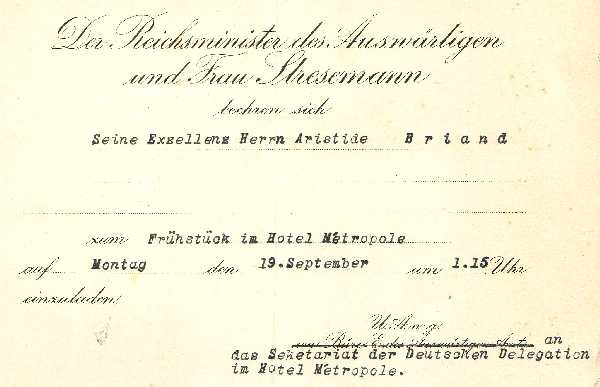 Der Reichsminister des Auswärtigen
und Frau Stresemann
beehren sich
Seine Exzellenz Herrn Aristide Briand
zum Frühstück im Hotel Métropole
auf Montag den 19.September um 1.15 Uhr
einzuladen.
U.A.w.g.
an
das Seketariat der Deutschen Delegation
im Hotel Metropole.